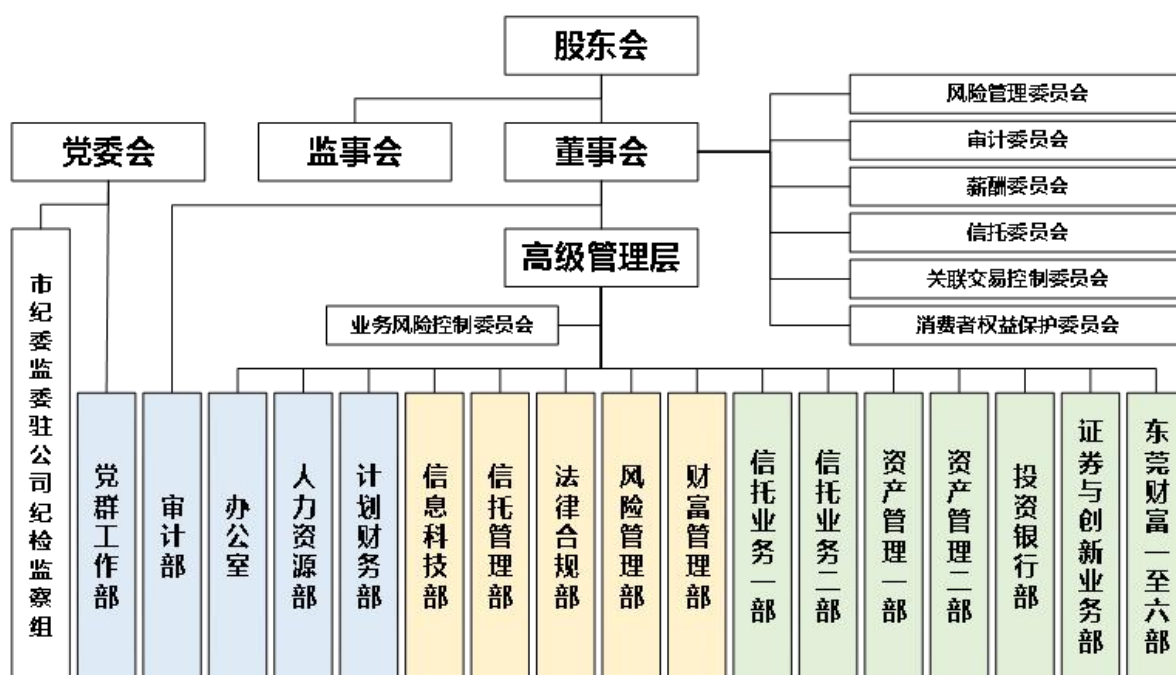 股东会
党委会
监事会
董事会
风险管理委员会
审计委员会
薪酬委员会
信托委员会
关联交易控制委员会
消费者权益保护委员会
高级管理层
业务风险控制委员会
市纪委监委驻公司纪检监察组
党群工作部
审计部
办公室
人力资源部
计划财务部
信息科技部
信托管理部
法律合规部
风险管理部
财富管理部
信托业务一部
信托业务二部
资产管理一部
资产管理二部
投资银行部
证券与创新业务部
东莞财富一至六部